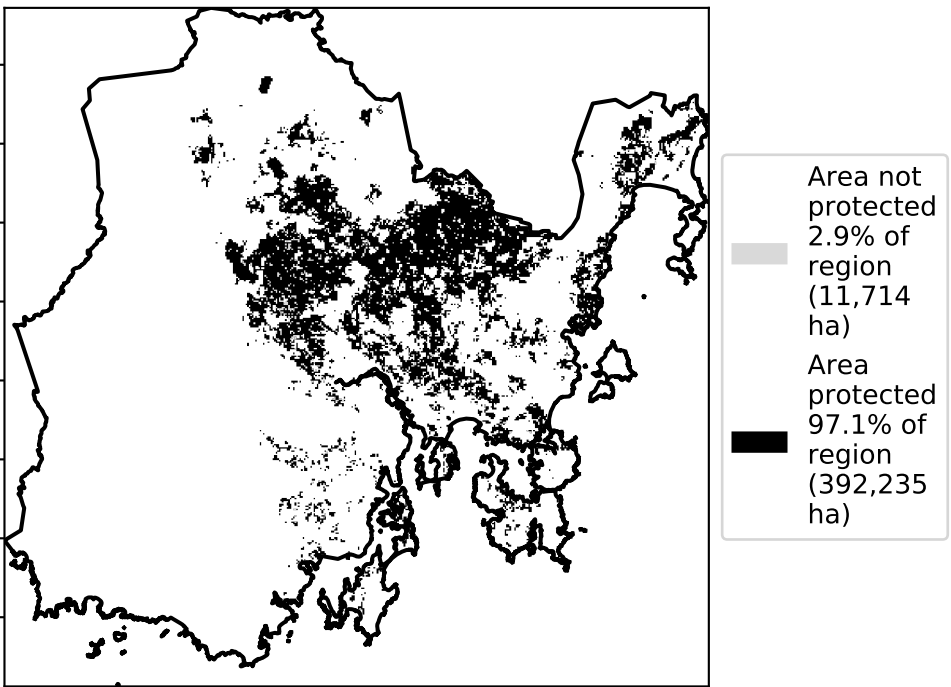 Area not
protected
2.9% of
region
(11,714
ha)
Area
protected
97.1% of
region
(392,235
ha)